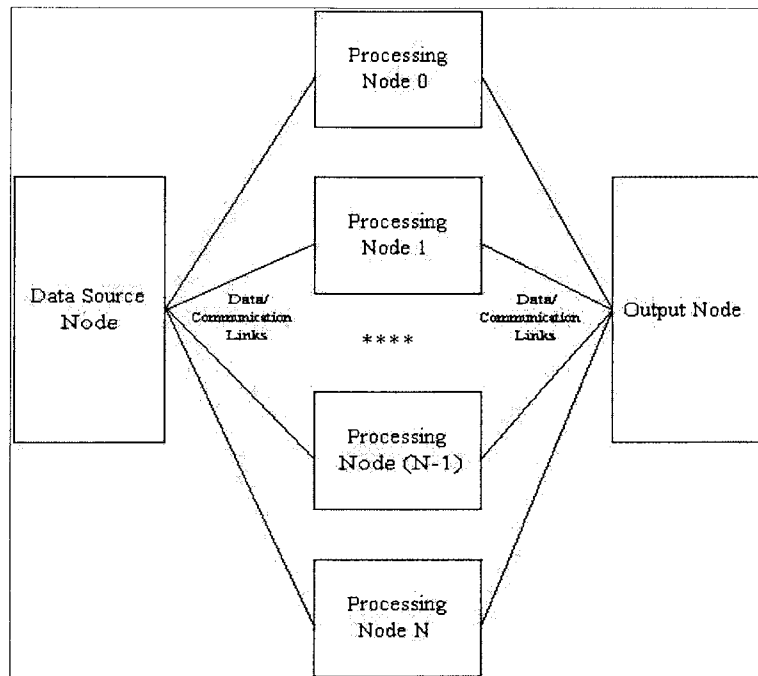 Processing
Node 0
Processing
Node 1
Data Source
Node
Data/
Communication
Links
****
Data/
Communication
Links
Output Node
Processing
Node (N-1)
Processing
Node N